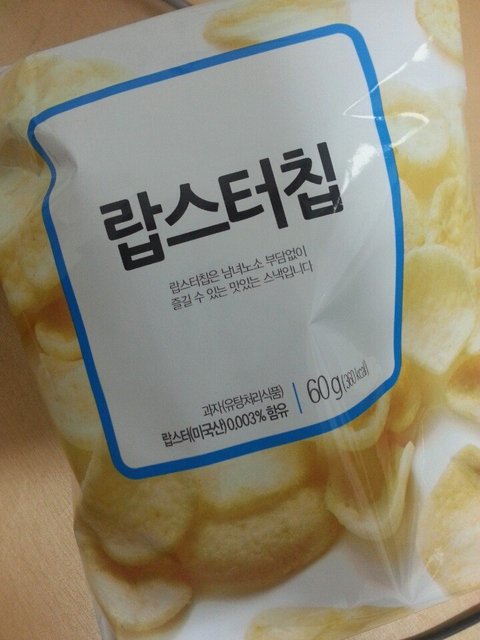 랍스터칩
랍스터칩은 남녀노소 부담없이
즐길 수 있는 맛있는 스낵입니다
과자(유탕처리식품)
랍스터(미국산) 0.003% 함유
60g(360 kcal)